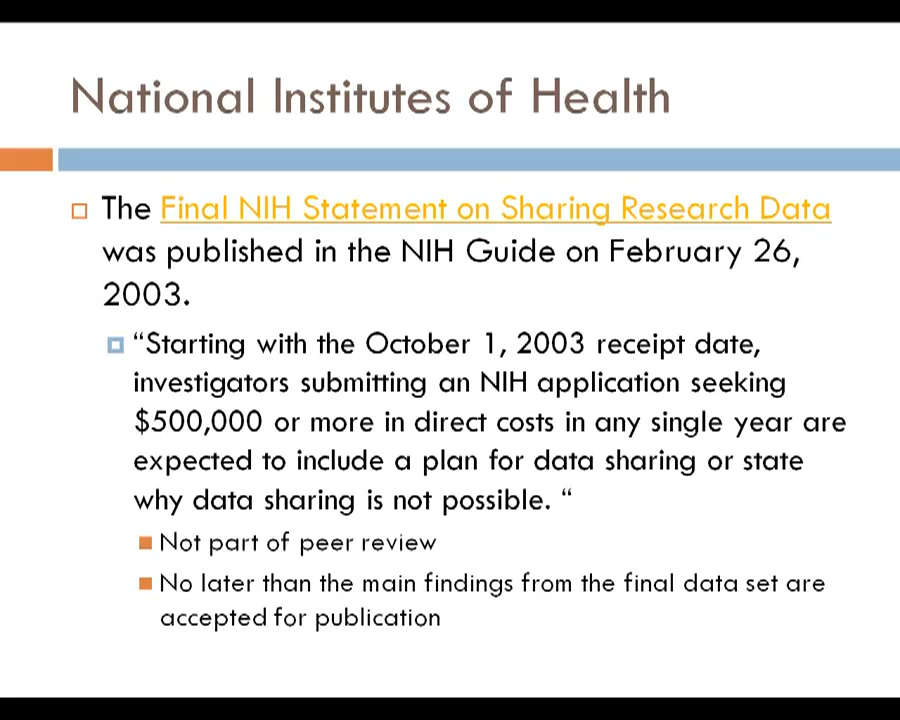 National Institutes of Health
The Final NIH Statement on Sharing Research Data
was published in the NIH Guide on February 26,
2003.
“Starting with the October 1, 2003 receipt date,
investigators submitting an NIH application seeking
$500,000 or more in direct costs in any single year are
expected to include a plan for data sharing or state
why data sharing is not possible. “
Not part of peer review
No later than the main findings from the final data set are
accepted for publication